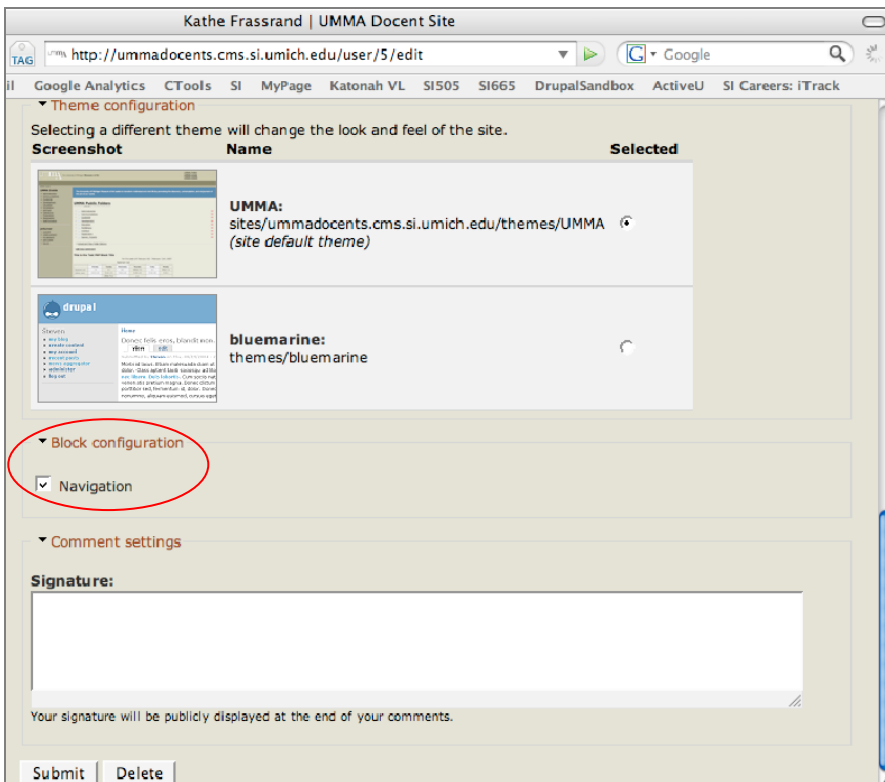 Kathe Frassrand | UMMA Docent Site
TAG http://ummadocents.cms.si.umich.edu/user/5/edit G Google
il Google Analytics CTools SI MyPage Katonah VL SI505 SI665 DrupalSandbox ActiveU SI Careers: iTrack
Theme configuration
Selecting a different theme will change the look and feel of the site.
Screenshot Name Selected
UMMA:
sites/ummadocents.cms.si.umich.edu/themes/UMMA
(site default theme)
drupal
bluemarine:
themes/bluemarine
Block configuration
Navigation
Comment settings
Signature:
Your signature will be publicly displayed at the end of your comments.
Submit Delete